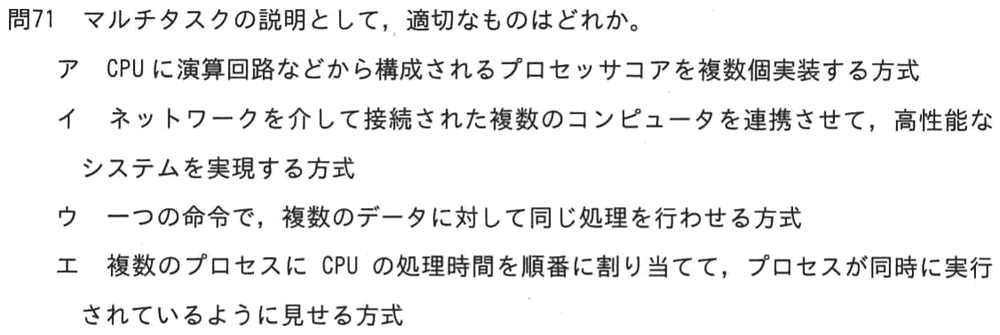 問71 マルチタスクの説明として，適切なものはどれか。
ア CPUに演算回路などから構成されるプロセッサコアを複数個実装する方式
イ ネットワークを介して接続された複数のコンピュータを連携させて，高性能な
システムを実現する方式
ウ 一つの命令で，複数のデータに対して同じ処理を行わせる方式
エ 複数のプロセスに CPU の処理時間を順番に割り当てて，プロセスが同時に実行
されているように見せる方式